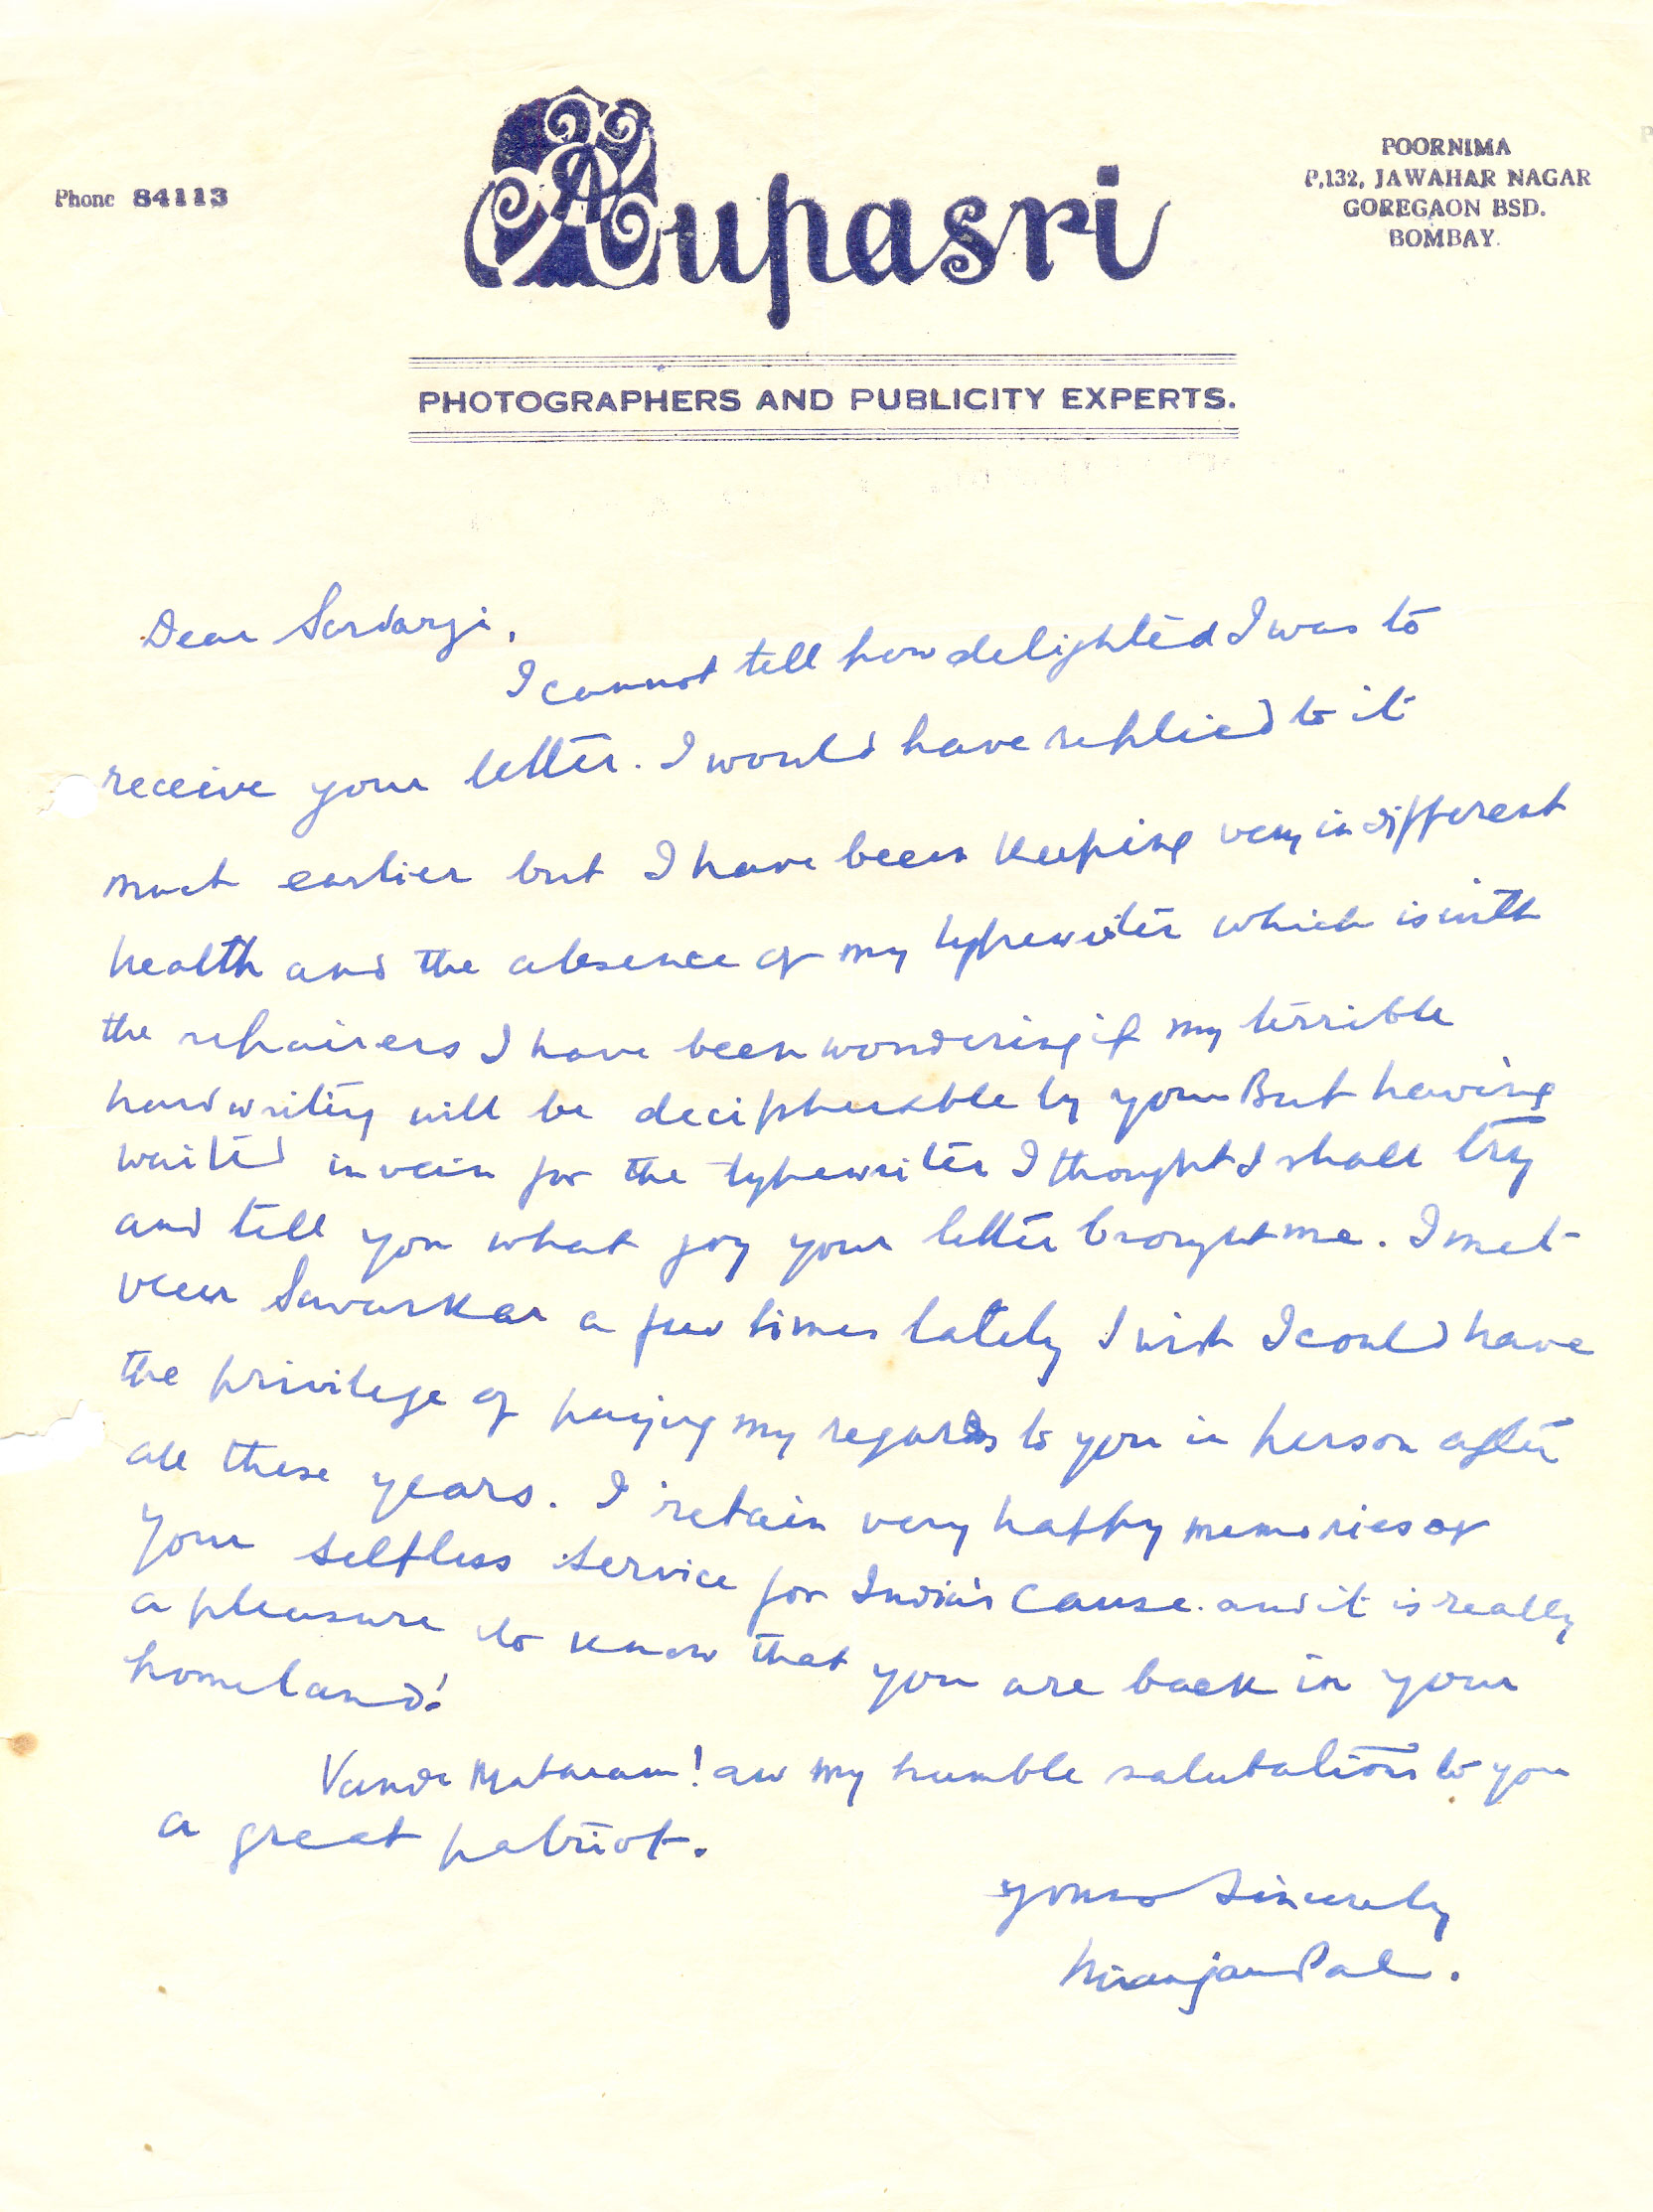 Phone 84113
Rupasri
POORNIMA
P,132, JAWAHAR NAGAR
GOREGAON BSD.
BOMBAY.
PHOTOGRAPHERS AND PUBLICITY EXPERTS.
Dear Sardarji,
I cannot tell how delighted I was to
receive your letter. I would have replied to it
much earlier but I have been keeping very indifferent
health and the absence of my typewriter which is with
the repairers I have been wondering if my terrible
handwriting will be decipherable by you. But having
waited in vain for the typewriter I thought I shall try
and tell you what joy your letter brought me. I met
Veer Savarkar a few times lately I wish I could have
the privilege of paying my regards to you in person after
all these years. I retain very happy memories of
your selfless service for India's cause. and it is really
a pleasure to know that you are back in your
homeland!
Vande Mataram! and my humble salutations to you
a great patriot.
yours sincerely
Niranjan Pal.